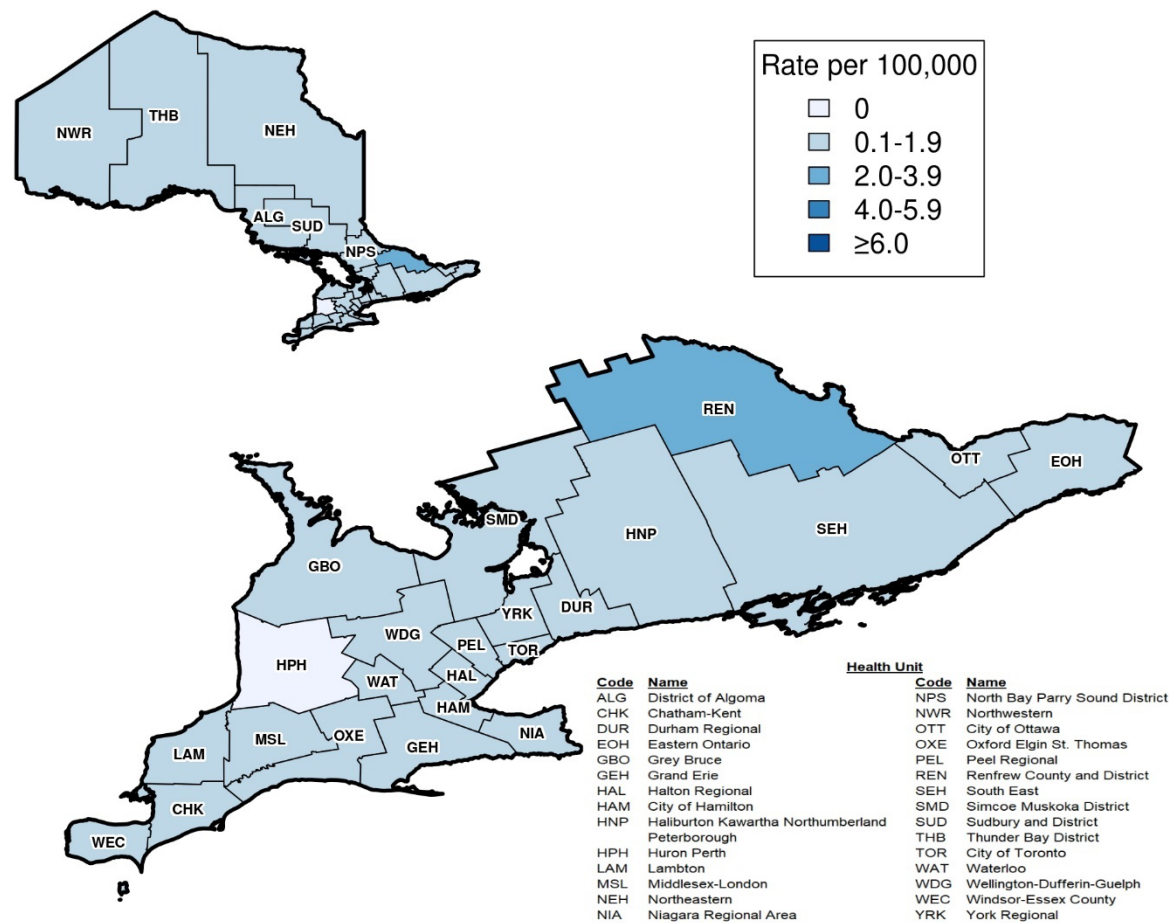 Rate per 100,000
0
0.1-1.9
2.0-3.9
4.0-5.9
≥6.0
NWR
THB
NEH
ALG
SUD
NPS
REN
OTT
EOH
SMD
HNP
SEH
GBO
YRK
DUR
WDG
PEL
TOR
HPH
WAT
HAL
HAM
LAM
MSL
OXE
GEH
NIA
CHK
WEC
Health Unit
Code Name Code Name
ALG District of Algoma NPS North Bay Parry Sound District
CHK Chatham-Kent NWR Northwestern
DUR Durham Regional OTT City of Ottawa
EOH Eastern Ontario OXE Oxford Elgin St. Thomas
GBO Grey Bruce PEL Peel Regional
GEH Grand Erie REN Renfrew County and District
HAL Halton Regional SEH South East
HAM City of Hamilton SMD Simcoe Muskoka District
HNP Haliburton Kawartha Northumberland SUD Sudbury and District
Peterborough THB Thunder Bay District
HPH Huron Perth TOR City of Toronto
LAM Lambton WAT Waterloo
MSL Middlesex-London WDG Wellington-Dufferin-Guelph
NEH Northeastern WEC Windsor-Essex County
NIA Niagara Regional Area YRK York Regional